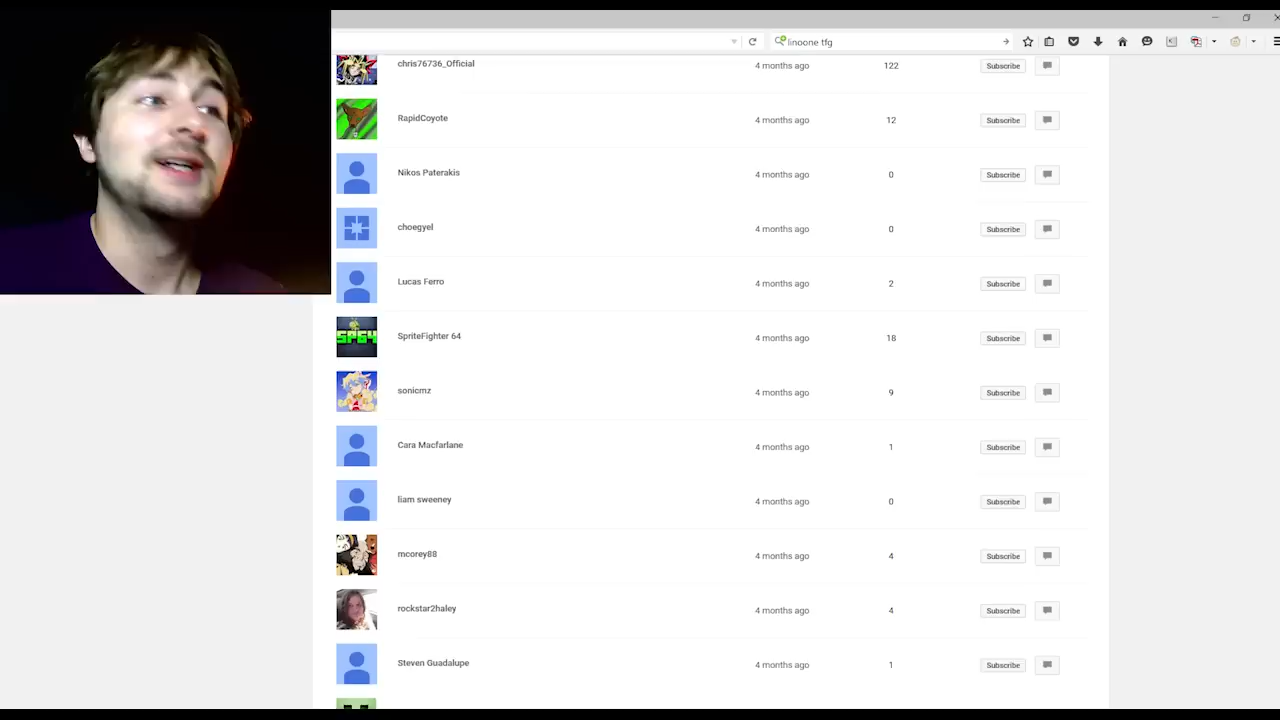 linoone tfg
chris76736_Official 4 months ago 122 Subscribe
RapidCoyote 4 months ago 12 Subscribe
Nikos Paterakis 4 months ago 0 Subscribe
choegyel 4 months ago 0 Subscribe
Lucas Ferro 4 months ago 2 Subscribe
SpriteFighter 64 4 months ago 18 Subscribe
SP64
sonicmz 4 months ago 9 Subscribe
Cara Macfarlane 4 months ago 1 Subscribe
liam sweeney 4 months ago 0 Subscribe
mcorey88 4 months ago 4 Subscribe
rockstar2haley 4 months ago 4 Subscribe
Steven Guadalupe 4 months ago 1 Subscribe